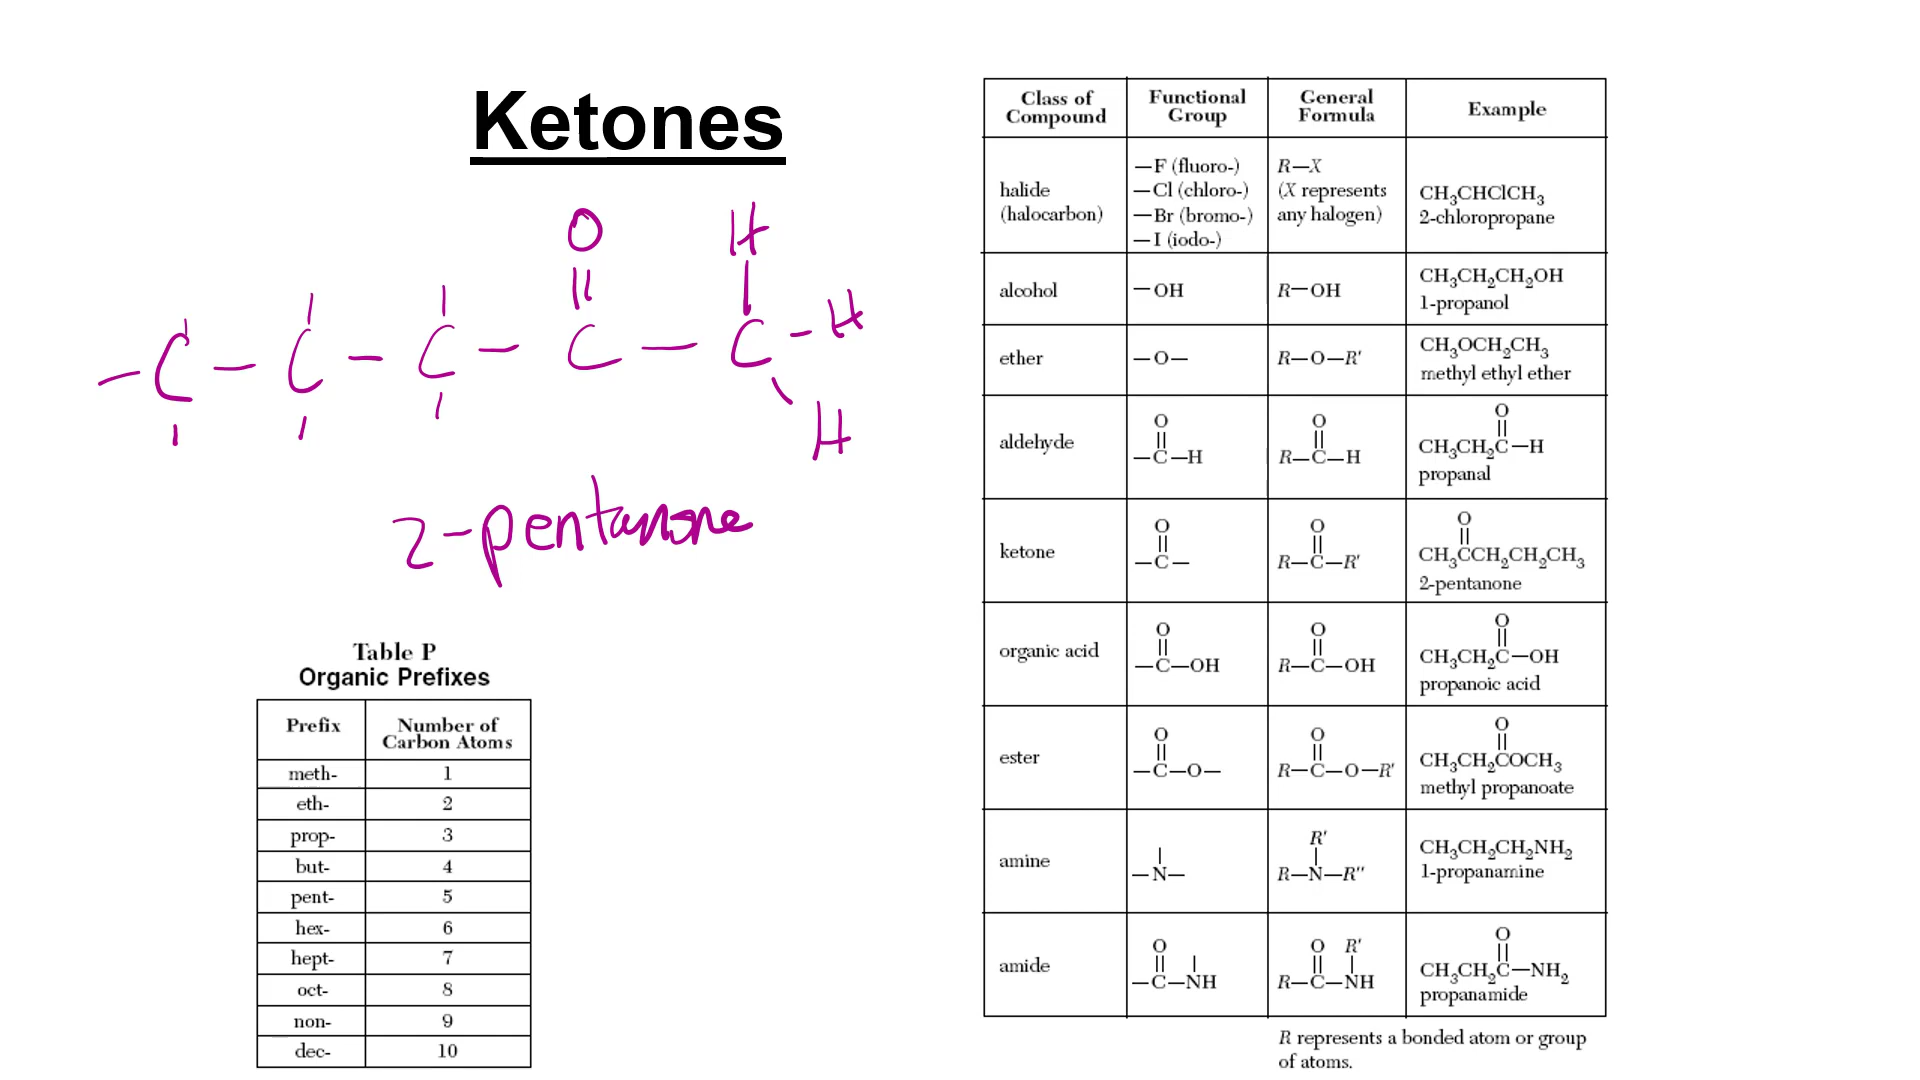 Ketones
O H
|| |
- C - C - C - C - C - H
H
2-pentanone
Table P
Organic Prefixes
Prefix Number of Carbon Atoms
meth- 1
eth- 2
prop- 3
but- 4
pent- 5
hex- 6
hept- 7
oct- 8
non- 9
dec- 10
Class of Compound Functional Group General Formula Example
halide (halocarbon) —F (fluoro-) —Cl (chloro-) —Br (bromo-) —I (iodo-) R—X (X represents any halogen) CH₃CHClCH₃ 2-chloropropane
alcohol —OH R—OH CH₃CH₂CH₂OH 1-propanol
ether —O— R—O—R′ CH₃OCH₂CH₃ methyl ethyl ether
aldehyde O || —C—H O || R—C—H O || CH₃CH₂C—H propanal
ketone O || —C— O || R—C—R′ O || CH₃CCH₂CH₂CH₃ 2-pentanone
organic acid O || —C—OH O || R—C—OH O || CH₃CH₂C—OH propanoic acid
ester O || —C—O— O || R—C—O—R′ O || CH₃CH₂COCH₃ methyl propanoate
amine | —N— R′ | R—N—R″ CH₃CH₂CH₂NH₂ 1-propanamine
amide O || | —C—NH O R′ || | R—C—NH O || CH₃CH₂C—NH₂ propanamide
R represents a bonded atom or group
of atoms.